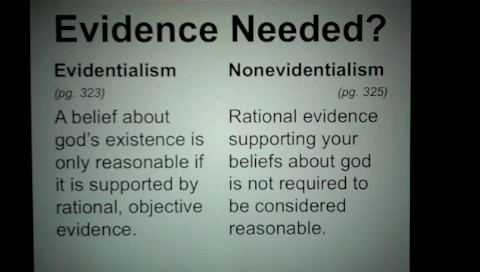 Evidence Needed?
Evidentialism
(pg. 323)
A belief about
god's existence is
only reasonable if
it is supported by
rational, objective
evidence.
Nonevidentialism
(pg. 325)
Rational evidence
supporting your
beliefs about god
is not required to
be considered
reasonable.